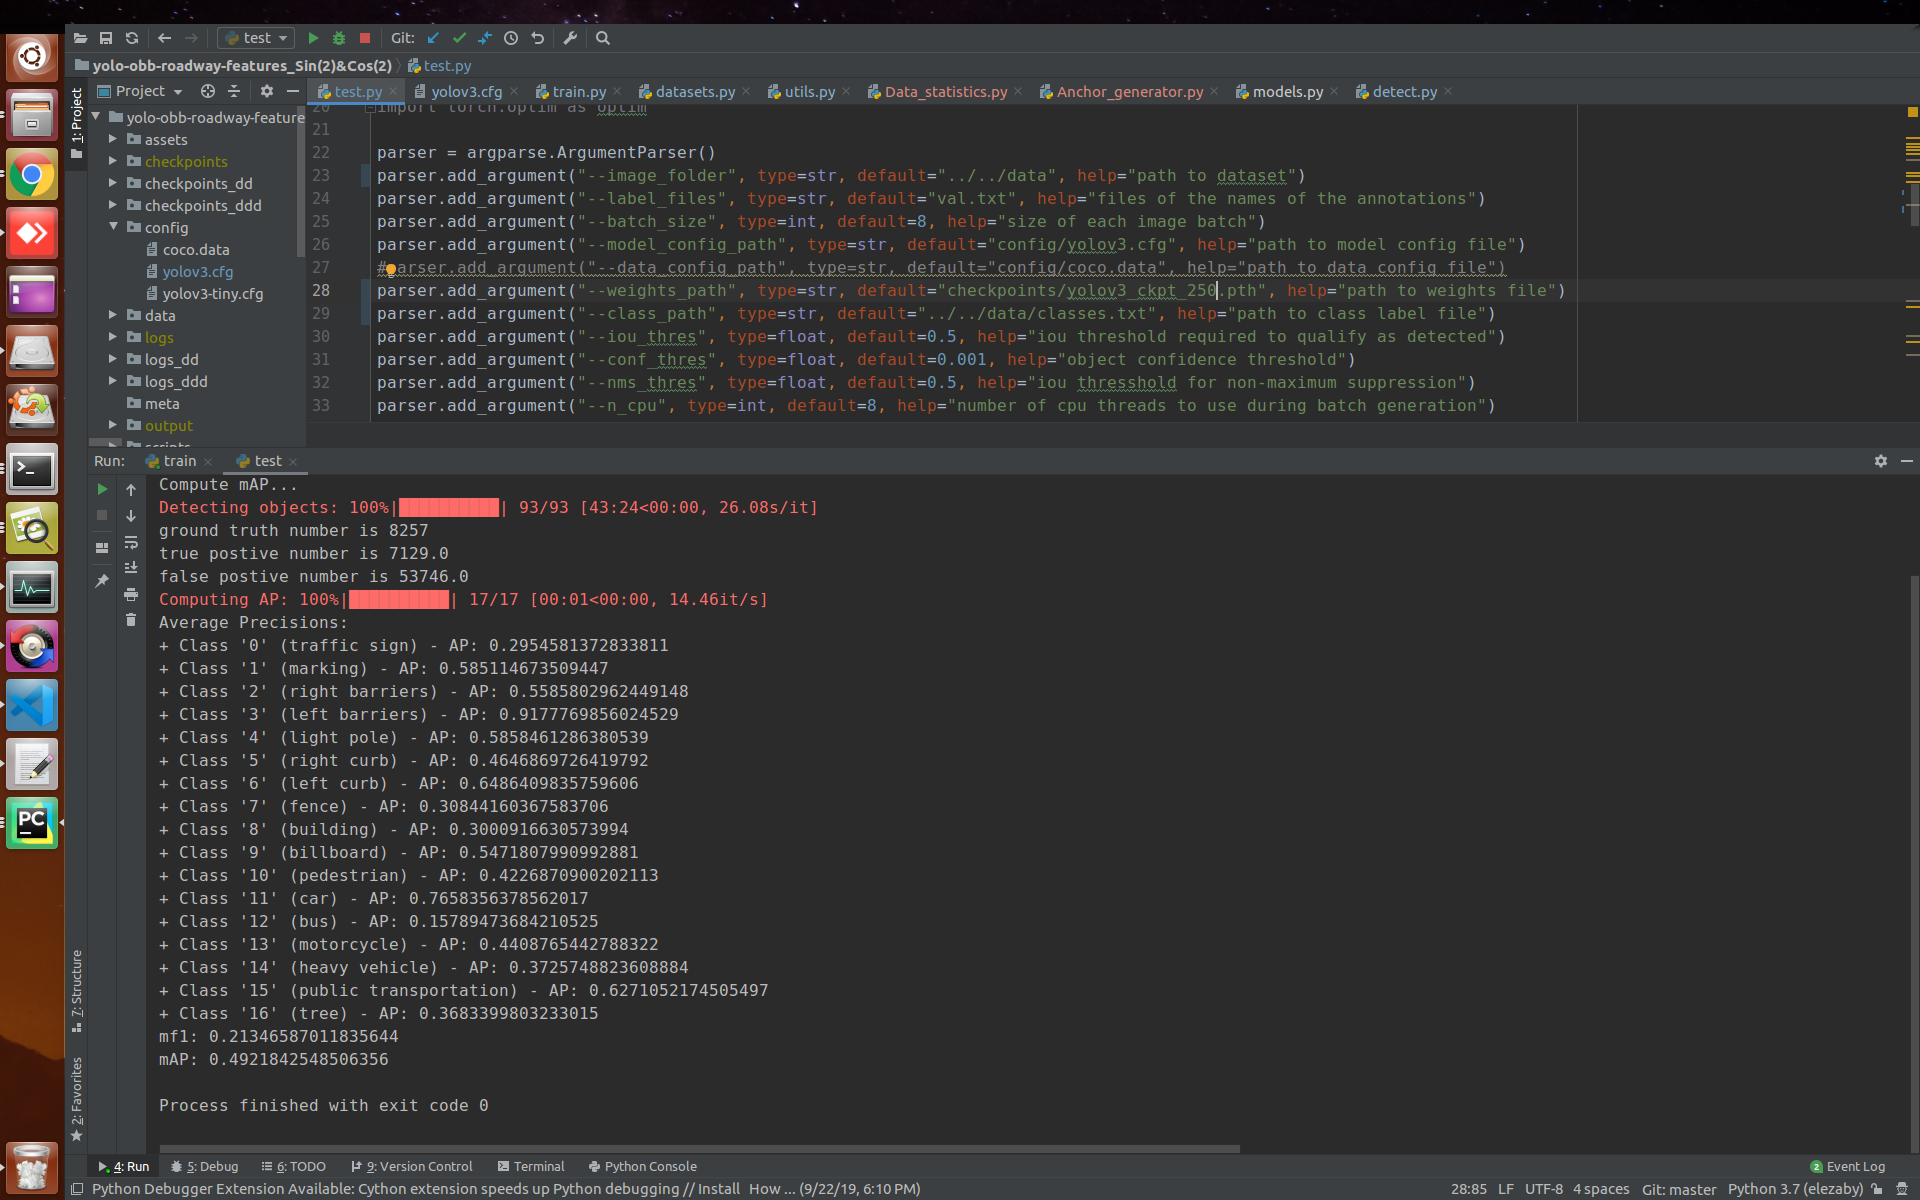 test
Git:
yolo-obb-roadway-features_Sin(2)&Cos(2)
test.py
1: Project
Project
test.py
yolov3.cfg
train.py
datasets.py
utils.py
Data_statistics.py
Anchor_generator.py
models.py
detect.py
yolo-obb-roadway-feature
assets
checkpoints
checkpoints_dd
checkpoints_ddd
config
coco.data
yolov3.cfg
yolov3-tiny.cfg
data
logs
logs_dd
logs_ddd
meta
output
scripts
20 import torch.optim as optim
21
22 parser = argparse.ArgumentParser()
23 parser.add_argument("--image_folder", type=str, default="../../data", help="path to dataset")
24 parser.add_argument("--label_files", type=str, default="val.txt", help="files of the names of the annotations")
25 parser.add_argument("--batch_size", type=int, default=8, help="size of each image batch")
26 parser.add_argument("--model_config_path", type=str, default="config/yolov3.cfg", help="path to model config file")
27 #parser.add_argument("--data_config_path", type=str, default="config/coco.data", help="path to data config file")
28 parser.add_argument("--weights_path", type=str, default="checkpoints/yolov3_ckpt_250.pth", help="path to weights file")
29 parser.add_argument("--class_path", type=str, default="../../data/classes.txt", help="path to class label file")
30 parser.add_argument("--iou_thres", type=float, default=0.5, help="iou threshold required to qualify as detected")
31 parser.add_argument("--conf_thres", type=float, default=0.001, help="object confidence threshold")
32 parser.add_argument("--nms_thres", type=float, default=0.5, help="iou thresshold for non-maximum suppression")
33 parser.add_argument("--n_cpu", type=int, default=8, help="number of cpu threads to use during batch generation")
Run: train test
Compute mAP...
Detecting objects: 100%|██████████| 93/93 [43:24<00:00, 26.08s/it]
ground truth number is 8257
true postive number is 7129.0
false postive number is 53746.0
Computing AP: 100%|██████████| 17/17 [00:01<00:00, 14.46it/s]
Average Precisions:
+ Class '0' (traffic sign) - AP: 0.2954581372833811
+ Class '1' (marking) - AP: 0.585114673509447
+ Class '2' (right barriers) - AP: 0.5585802962449148
+ Class '3' (left barriers) - AP: 0.9177769856024529
+ Class '4' (light pole) - AP: 0.5858461286380539
+ Class '5' (right curb) - AP: 0.4646869726419792
+ Class '6' (left curb) - AP: 0.6486409835759606
+ Class '7' (fence) - AP: 0.30844160367583706
+ Class '8' (building) - AP: 0.3000916630573994
+ Class '9' (billboard) - AP: 0.5471807990992881
+ Class '10' (pedestrian) - AP: 0.4226870900202113
+ Class '11' (car) - AP: 0.7658356378562017
+ Class '12' (bus) - AP: 0.15789473684210525
+ Class '13' (motorcycle) - AP: 0.4408765442788322
+ Class '14' (heavy vehicle) - AP: 0.3725748823608884
+ Class '15' (public transportation) - AP: 0.6271052174505497
+ Class '16' (tree) - AP: 0.3683399803233015
mf1: 0.21346587011835644
mAP: 0.4921842548506356
Process finished with exit code 0
7: Structure
2: Favorites
PC
4: Run 5: Debug 6: TODO 9: Version Control Terminal Python Console 2 Event Log
Python Debugger Extension Available: Cython extension speeds up Python debugging // Install How ... (9/22/19, 6:10 PM) 28:85 LF UTF-8 4 spaces Git: master Python 3.7 (elezaby)